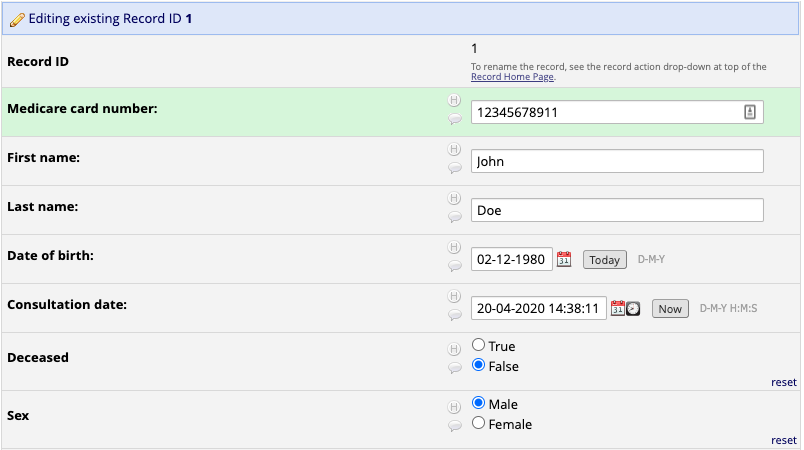 Editing existing Record ID 1
Record ID
1
To rename the record, see the record action drop-down at top of the
Record Home Page.
Medicare card number:
H
12345678911
First name:
H
John
Last name:
H
Doe
Date of birth:
H
02-12-1980
31
Today
D-M-Y
Consultation date:
H
20-04-2020 14:38:11
31
Now
D-M-Y H:M:S
Deceased
H
True
False
reset
Sex
H
Male
Female
reset